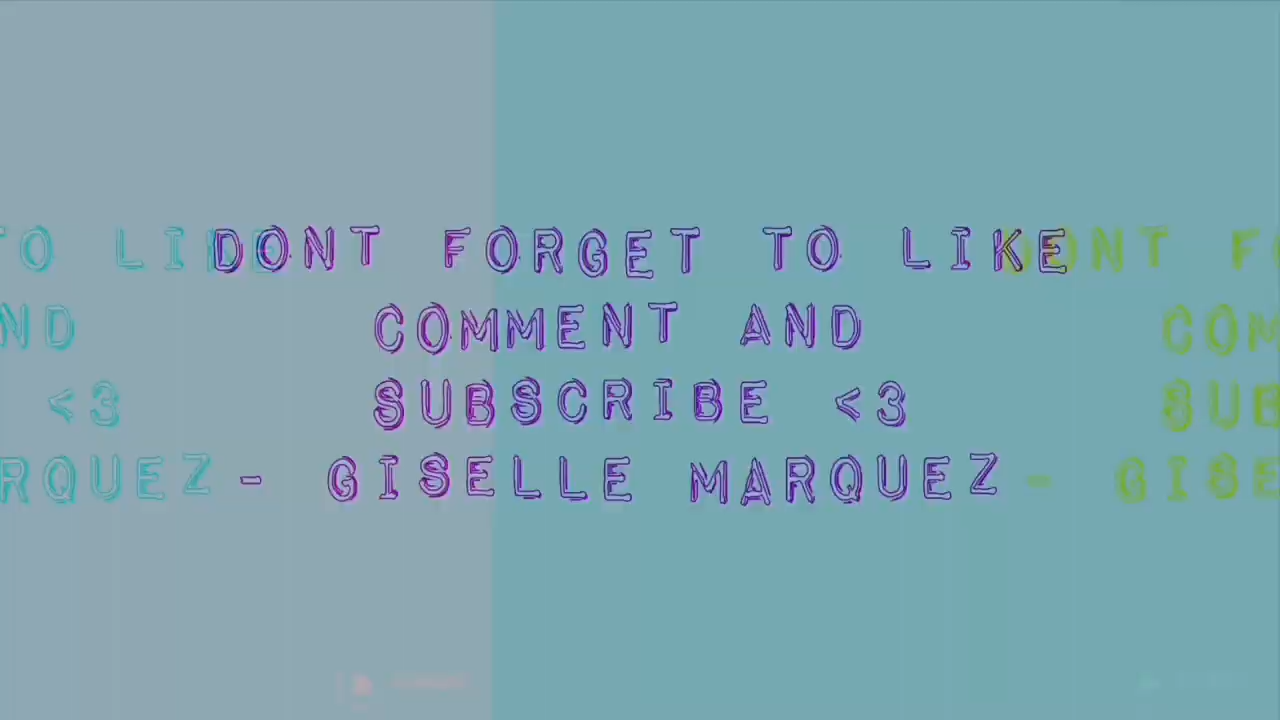 DONT FORGET TO LIKE
COMMENT AND
SUBSCRIBE <3
- GISELLE MARQUEZ